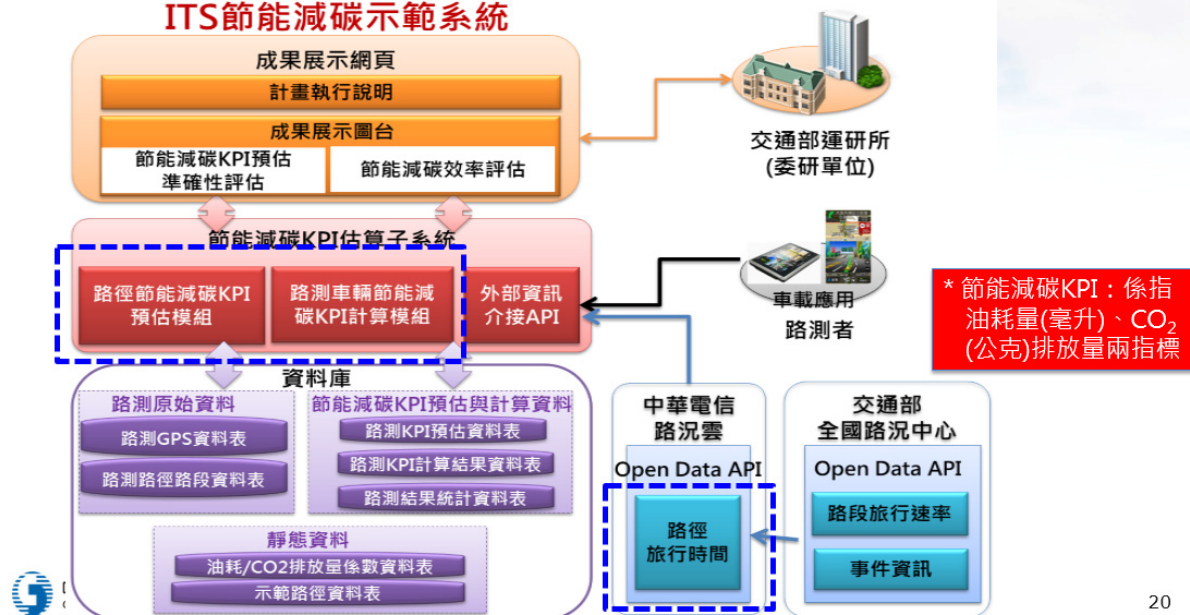 ITS節能減碳示範系統
成果展示網頁
計畫執行說明
成果展示圖台
節能減碳KPI預估
準確性評估
節能減碳效率評估
交通部運研所
(委研單位)
節能減碳KPI估算子系統
路徑節能減碳KPI
預估模組
路測車輛節能減
碳KPI計算模組
外部資訊
介接API
車載應用
路測者
* 節能減碳KPI：係指
油耗量(毫升)、CO₂
(公克)排放量兩指標
資料庫
路測原始資料
路測GPS資料表
路測路徑路段資料表
節能減碳KPI預估與計算資料
路測KPI預估資料表
路測KPI計算結果資料表
路測結果統計資料表
靜態資料
油耗/CO2排放量係數資料表
示範路徑資料表
中華電信
路況雲
Open Data API
路徑
旅行時間
交通部
全國路況中心
Open Data API
路段旅行速率
事件資訊
20